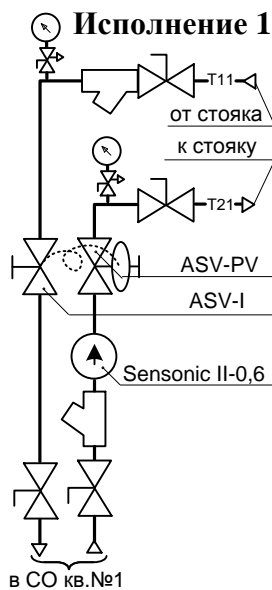 Исполнение 1
T11
от стояка
к стояку
T21
ASV-PV
ASV-I
Sensonic II-0,6
в СО кв.№1